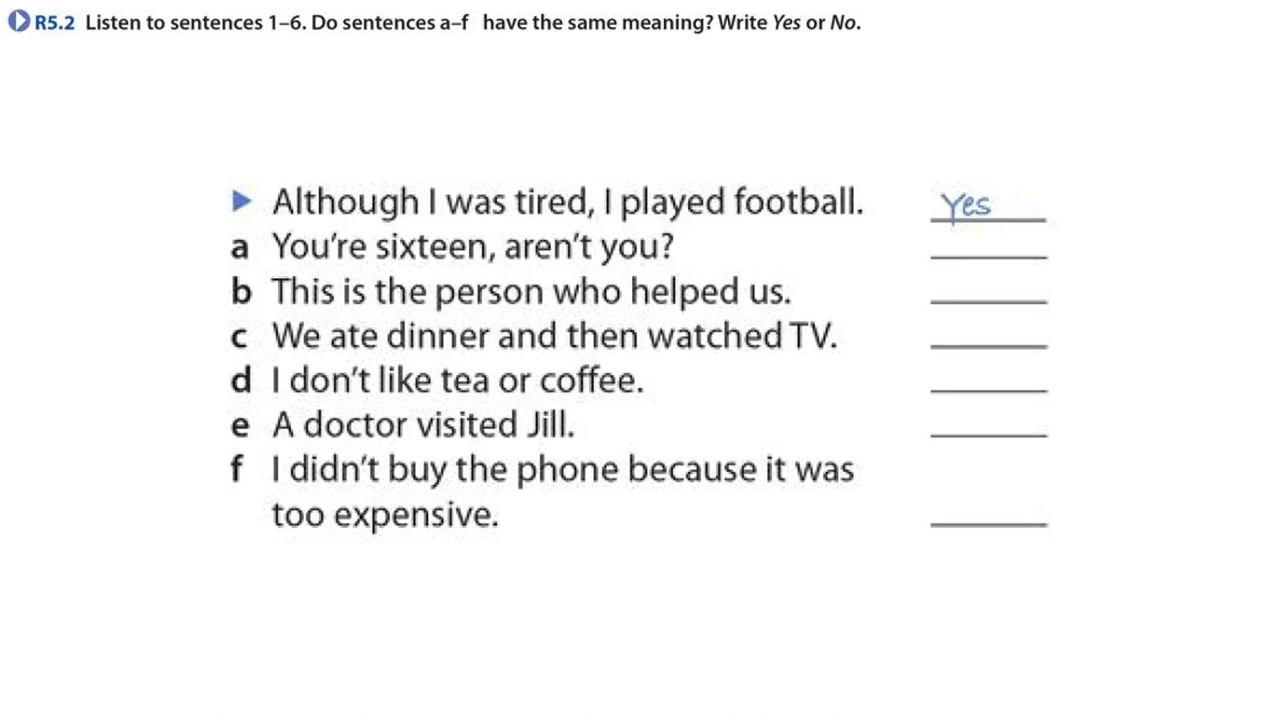 R5.2 Listen to sentences 1–6. Do sentences a–f have the same meaning? Write Yes or No.
Although I was tired, I played football. Yes
a You're sixteen, aren't you?
b This is the person who helped us.
c We ate dinner and then watched TV.
d I don't like tea or coffee.
e A doctor visited Jill.
f I didn't buy the phone because it was
too expensive.